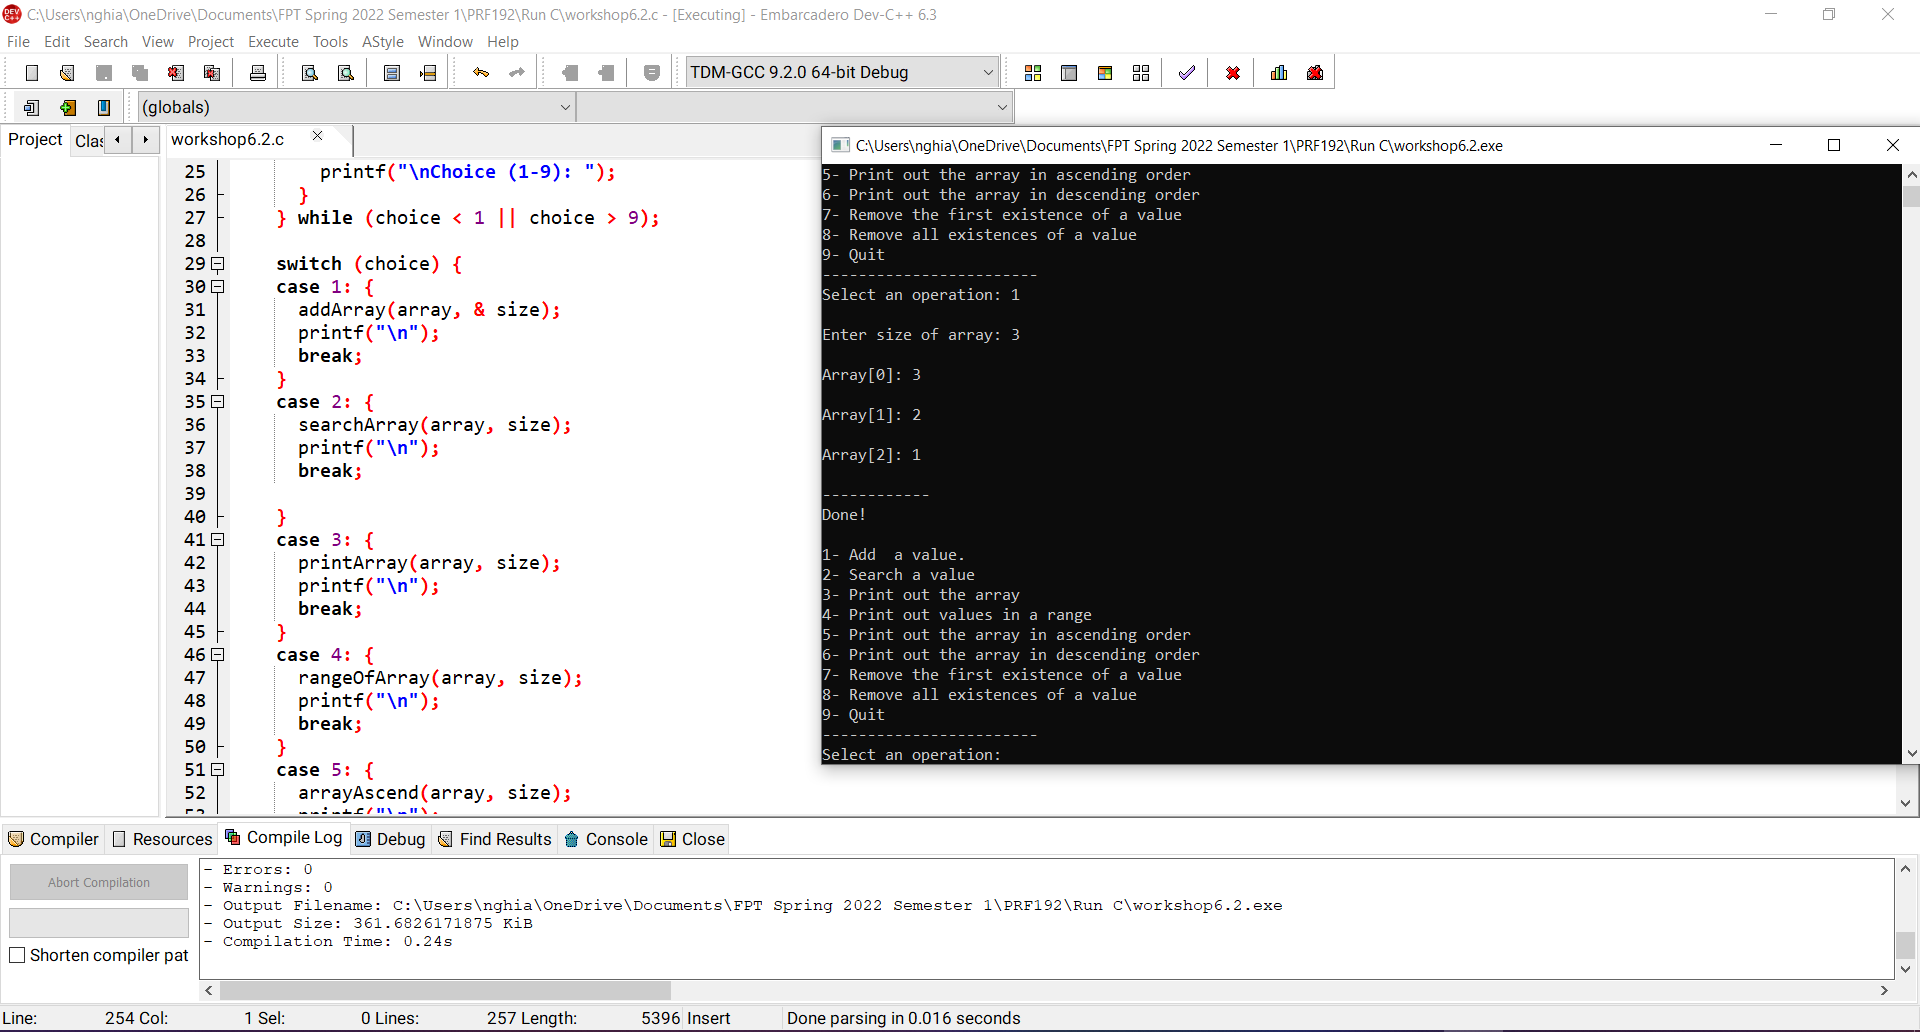 C:\Users\nghia\OneDrive\Documents\FPT Spring 2022 Semester 1\PRF192\Run C\workshop6.2.c - [Executing] - Embarcadero Dev-C++ 6.3
File Edit Search View Project Execute Tools AStyle Window Help
TDM-GCC 9.2.0 64-bit Debug
(globals)
Project Clas
workshop6.2.c
25 printf("\nChoice (1-9): ");
26 }
27 } while (choice < 1 || choice > 9);
28
29 switch (choice) {
30 case 1: {
31 addArray(array, & size);
32 printf("\n");
33 break;
34 }
35 case 2: {
36 searchArray(array, size);
37 printf("\n");
38 break;
39
40 }
41 case 3: {
42 printArray(array, size);
43 printf("\n");
44 break;
45 }
46 case 4: {
47 rangeOfArray(array, size);
48 printf("\n");
49 break;
50 }
51 case 5: {
52 arrayAscend(array, size);
53 printf("\n");
C:\Users\nghia\OneDrive\Documents\FPT Spring 2022 Semester 1\PRF192\Run C\workshop6.2.exe
5- Print out the array in ascending order
6- Print out the array in descending order
7- Remove the first existence of a value
8- Remove all existences of a value
9- Quit
------------------------
Select an operation: 1
Enter size of array: 3
Array[0]: 3
Array[1]: 2
Array[2]: 1
------------
Done!
1- Add  a value.
2- Search a value
3- Print out the array
4- Print out values in a range
5- Print out the array in ascending order
6- Print out the array in descending order
7- Remove the first existence of a value
8- Remove all existences of a value
9- Quit
------------------------
Select an operation:
Compiler Resources Compile Log Debug Find Results Console Close
Abort Compilation
Shorten compiler pat
- Errors: 0
- Warnings: 0
- Output Filename: C:\Users\nghia\OneDrive\Documents\FPT Spring 2022 Semester 1\PRF192\Run C\workshop6.2.exe
- Output Size: 361.6826171875 KiB
- Compilation Time: 0.24s
Line: 254 Col: 1 Sel: 0 Lines: 257 Length: 5396 Insert Done parsing in 0.016 seconds